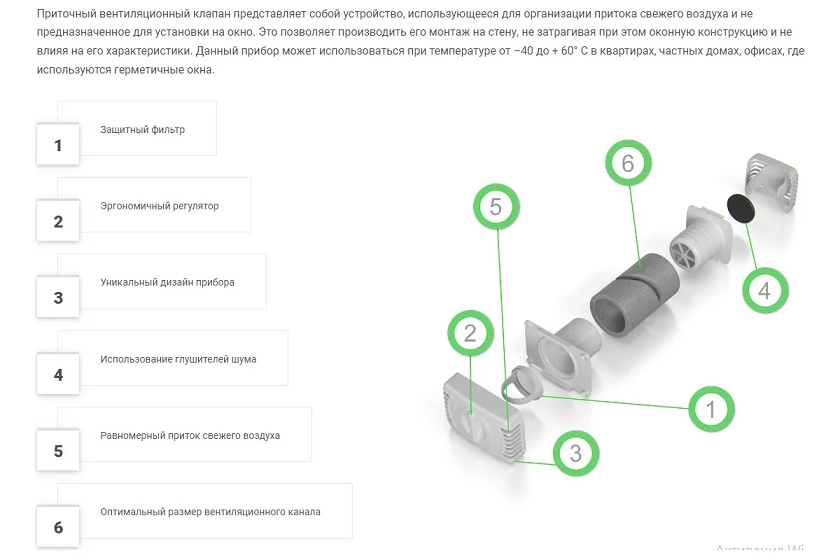 Приточный вентиляционный клапан представляет собой устройство, использующееся для организации притока свежего воздуха и не
предназначенное для установки на окно. Это позволяет производить его монтаж на стену, не затрагивая при этом оконную конструкцию и не
влияя на его характеристики. Данный прибор может использоваться при температуре от –40 до + 60° С в квартирах, частных домах, офисах, где
используются герметичные окна.
1
Защитный фильтр
2
Эргономичный регулятор
3
Уникальный дизайн прибора
4
Использование глушителей шума
5
Равномерный приток свежего воздуха
6
Оптимальный размер вентиляционного канала
6
5
4
2
1
3
Активация Wi